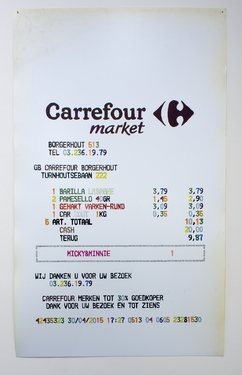 Carrefour
market
BORGERHOUT 613
TEL 03.236.19.79
GB CARREFOUR BORGERHOUT
TURNHOUTSEBAAN 222
1 BARILLA LASAGNE 3,79 3,79
2 PAMESELLO 40GR 1,45 2,90
1 GEHAKT VARKEN-RUND 3,09 3,09
1 CAR ZOUT 1KG 0,35 0,35
5 ART. TOTAAL 10,13
CASH 20,00
TERUG 9,87
MICKY&MINNIE 1
WIJ DANKEN U VOOR UW BEZOEK
03.236.19.79
CARREFOUR MERKEN TOT 30% GOEDKOPER
DANK VOOR UW BEZOEK EN TOT ZIENS
30/04/2015 17:27 0513 04 0605